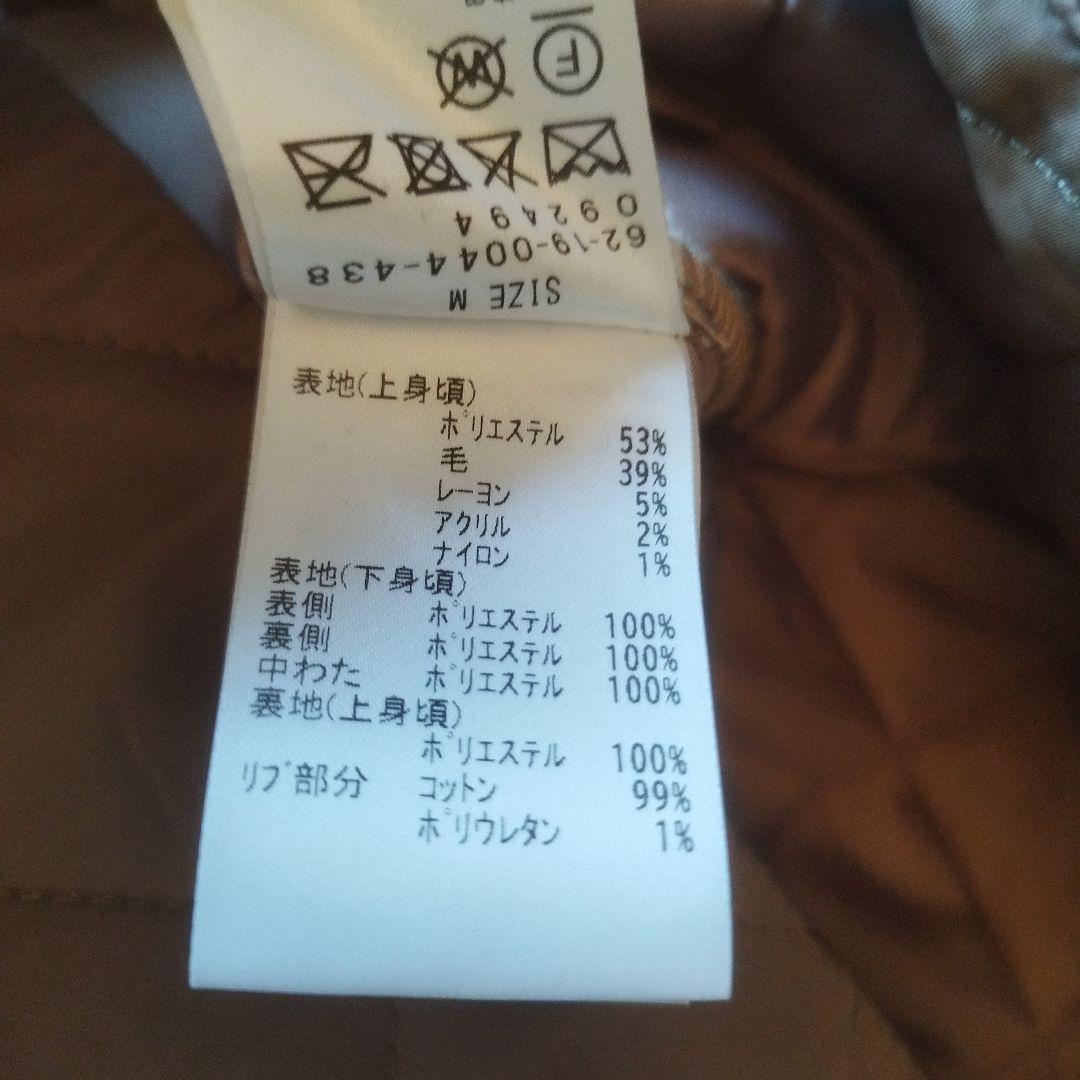 F
W
092494
62-19-0044-438
SIZE M
表地(上身頃)
ポリエステル 53%
毛 39%
レーヨン 5%
アクリル 2%
ナイロン 1%
表地(下身頃)
表側 ポリエステル 100%
裏側 ポリエステル 100%
中わた ポリエステル 100%
裏地(上身頃)
ポリエステル 100%
リブ部分 コットン 99%
ポリウレタン 1%